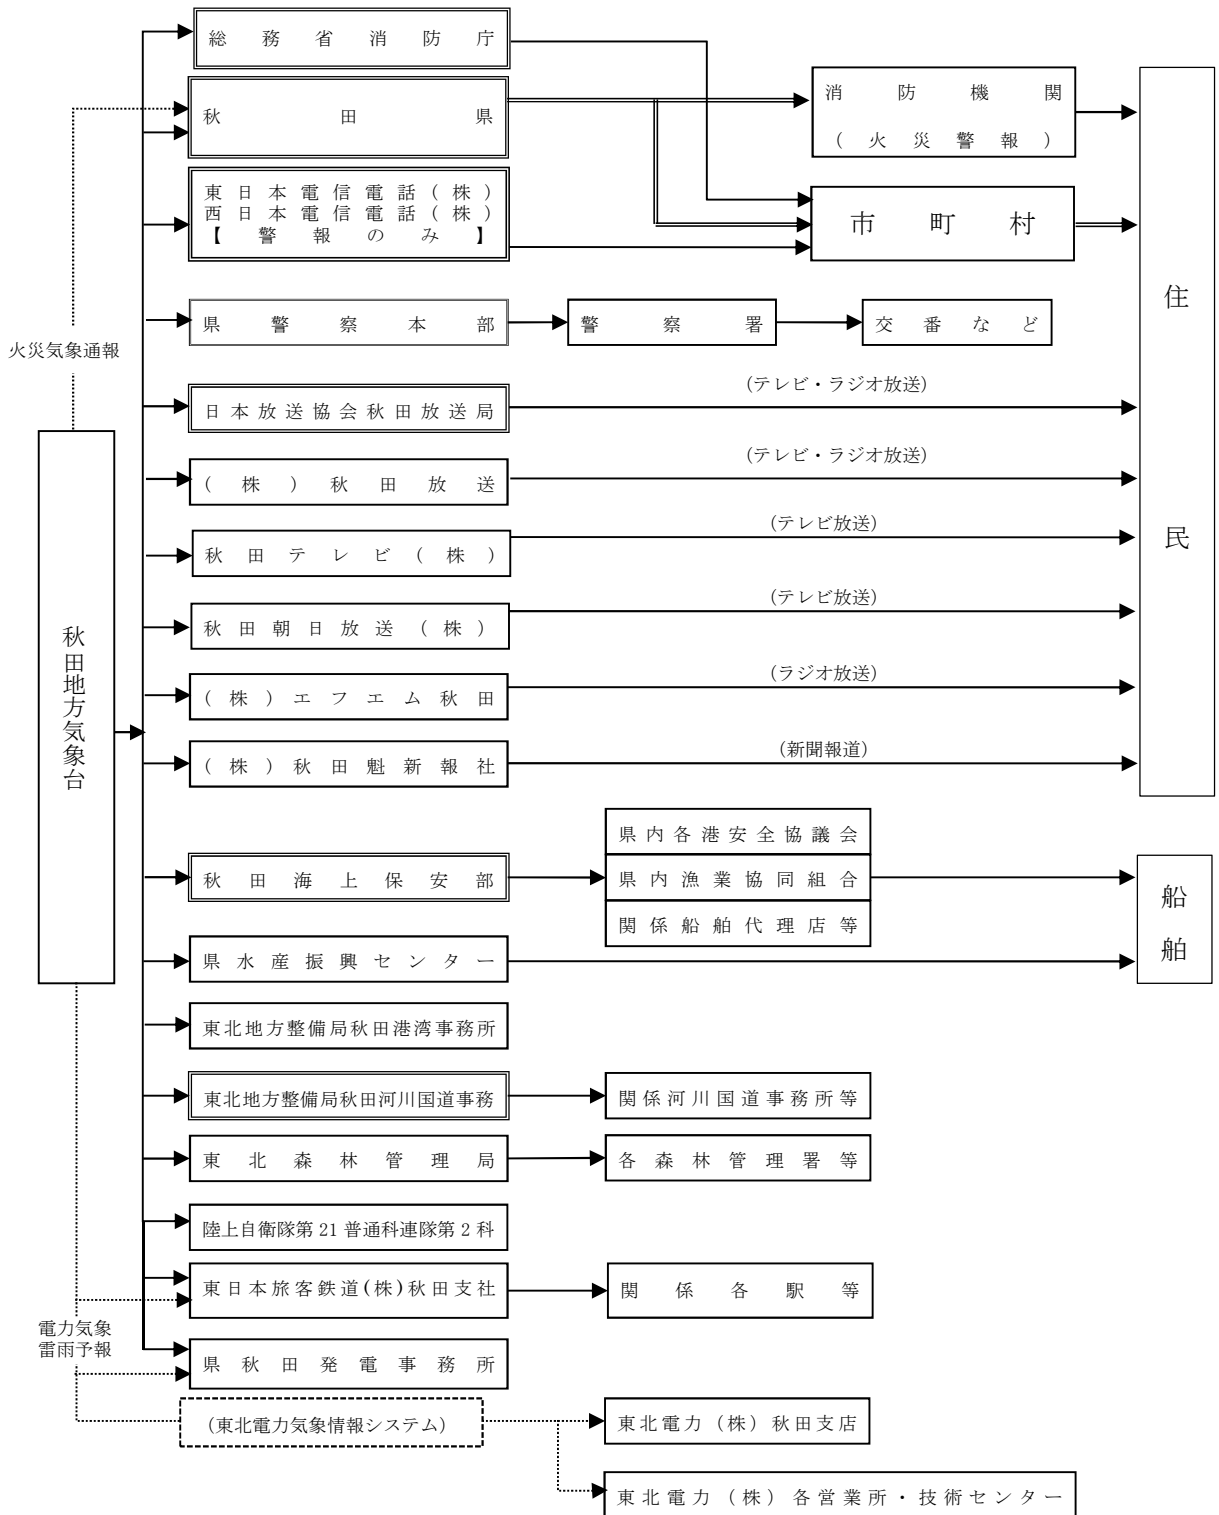 総務省消防庁
秋田県
消防機関
(火災警報)
東日本電信電話(株)
西日本電信電話(株)
【警報のみ】
市町村
住民
県警察本部
警察署
交番など
火災気象通報
(テレビ・ラジオ放送)
日本放送協会秋田放送局
(テレビ・ラジオ放送)
(株)秋田放送
(テレビ放送)
秋田テレビ(株)
(テレビ放送)
秋田朝日放送(株)
秋田地方気象台
(ラジオ放送)
(株)エフエム秋田
(新聞報道)
(株)秋田魁新報社
県内各港安全協議会
秋田海上保安部
県内漁業協同組合
関係船舶代理店等
船舶
県水産振興センター
東北地方整備局秋田港湾事務所
東北地方整備局秋田河川国道事務
関係河川国道事務所等
東北森林管理局
各森林管理署等
陸上自衛隊第21普通科連隊第2科
東日本旅客鉄道(株)秋田支社
関係各駅等
電力気象
雷雨予報
県秋田発電事務所
(東北電力気象情報システム)
東北電力(株)秋田支店
東北電力(株)各営業所・技術センター